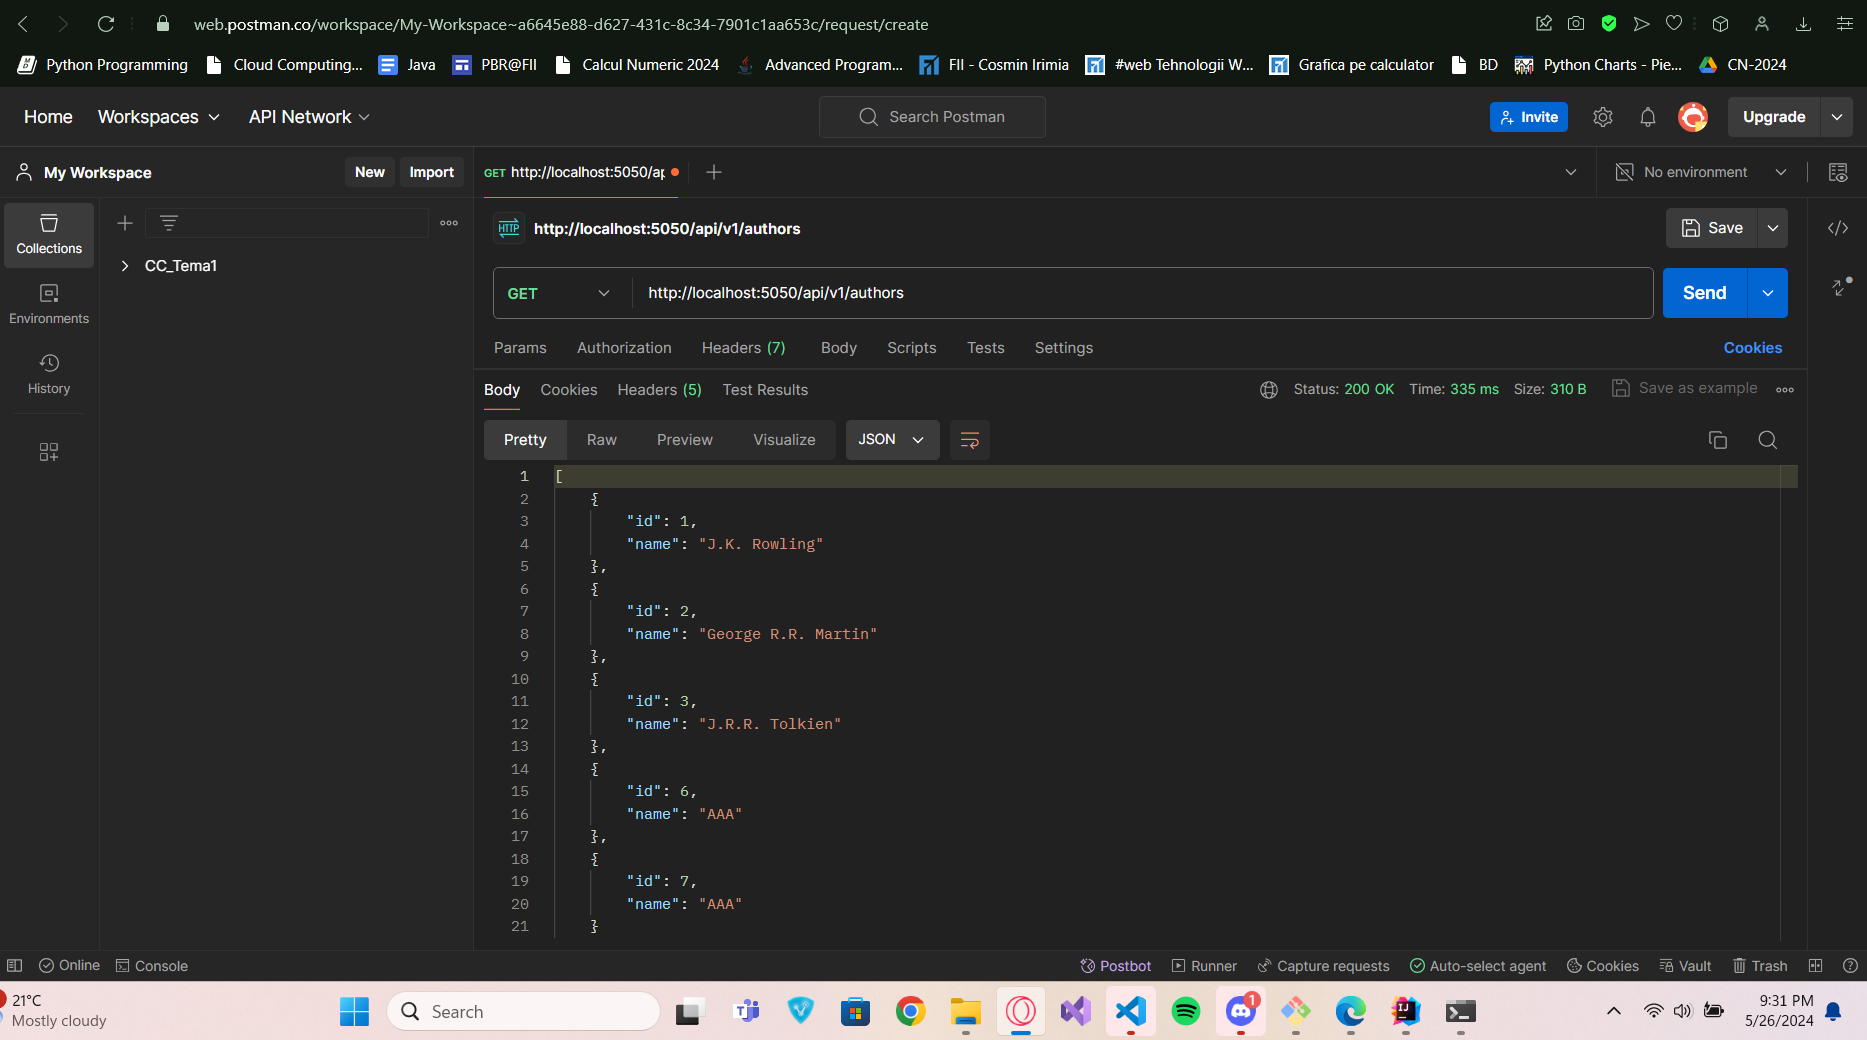 web.postman.co/workspace/My-Workspace~a6645e88-d627-431c-8c34-7901c1aa653c/request/create
Python Programming
Cloud Computing...
Java
PBR@FII
Calcul Numeric 2024
Advanced Program...
FII - Cosmin Irimia
#web Tehnologii W...
Grafica pe calculator
BD
Python Charts - Pie...
CN-2024
Home
Workspaces
API Network
Search Postman
Invite
Upgrade
My Workspace
New
Import
GET http://localhost:5050/ap
No environment
Collections
Environments
History
CC_Tema1
HTTP
http://localhost:5050/api/v1/authors
Save
GET
http://localhost:5050/api/v1/authors
Send
Params
Authorization
Headers (7)
Body
Scripts
Tests
Settings
Cookies
Body
Cookies
Headers (5)
Test Results
Status: 200 OK
Time: 335 ms
Size: 310 B
Save as example
Pretty
Raw
Preview
Visualize
JSON
1 [
2 {
3 "id": 1,
4 "name": "J.K. Rowling"
5 },
6 {
7 "id": 2,
8 "name": "George R.R. Martin"
9 },
10 {
11 "id": 3,
12 "name": "J.R.R. Tolkien"
13 },
14 {
15 "id": 6,
16 "name": "AAA"
17 },
18 {
19 "id": 7,
20 "name": "AAA"
21 }
Online
Console
Postbot
Runner
Capture requests
Auto-select agent
Cookies
Vault
Trash
21°C
Mostly cloudy
Search
1
9:31 PM
5/26/2024